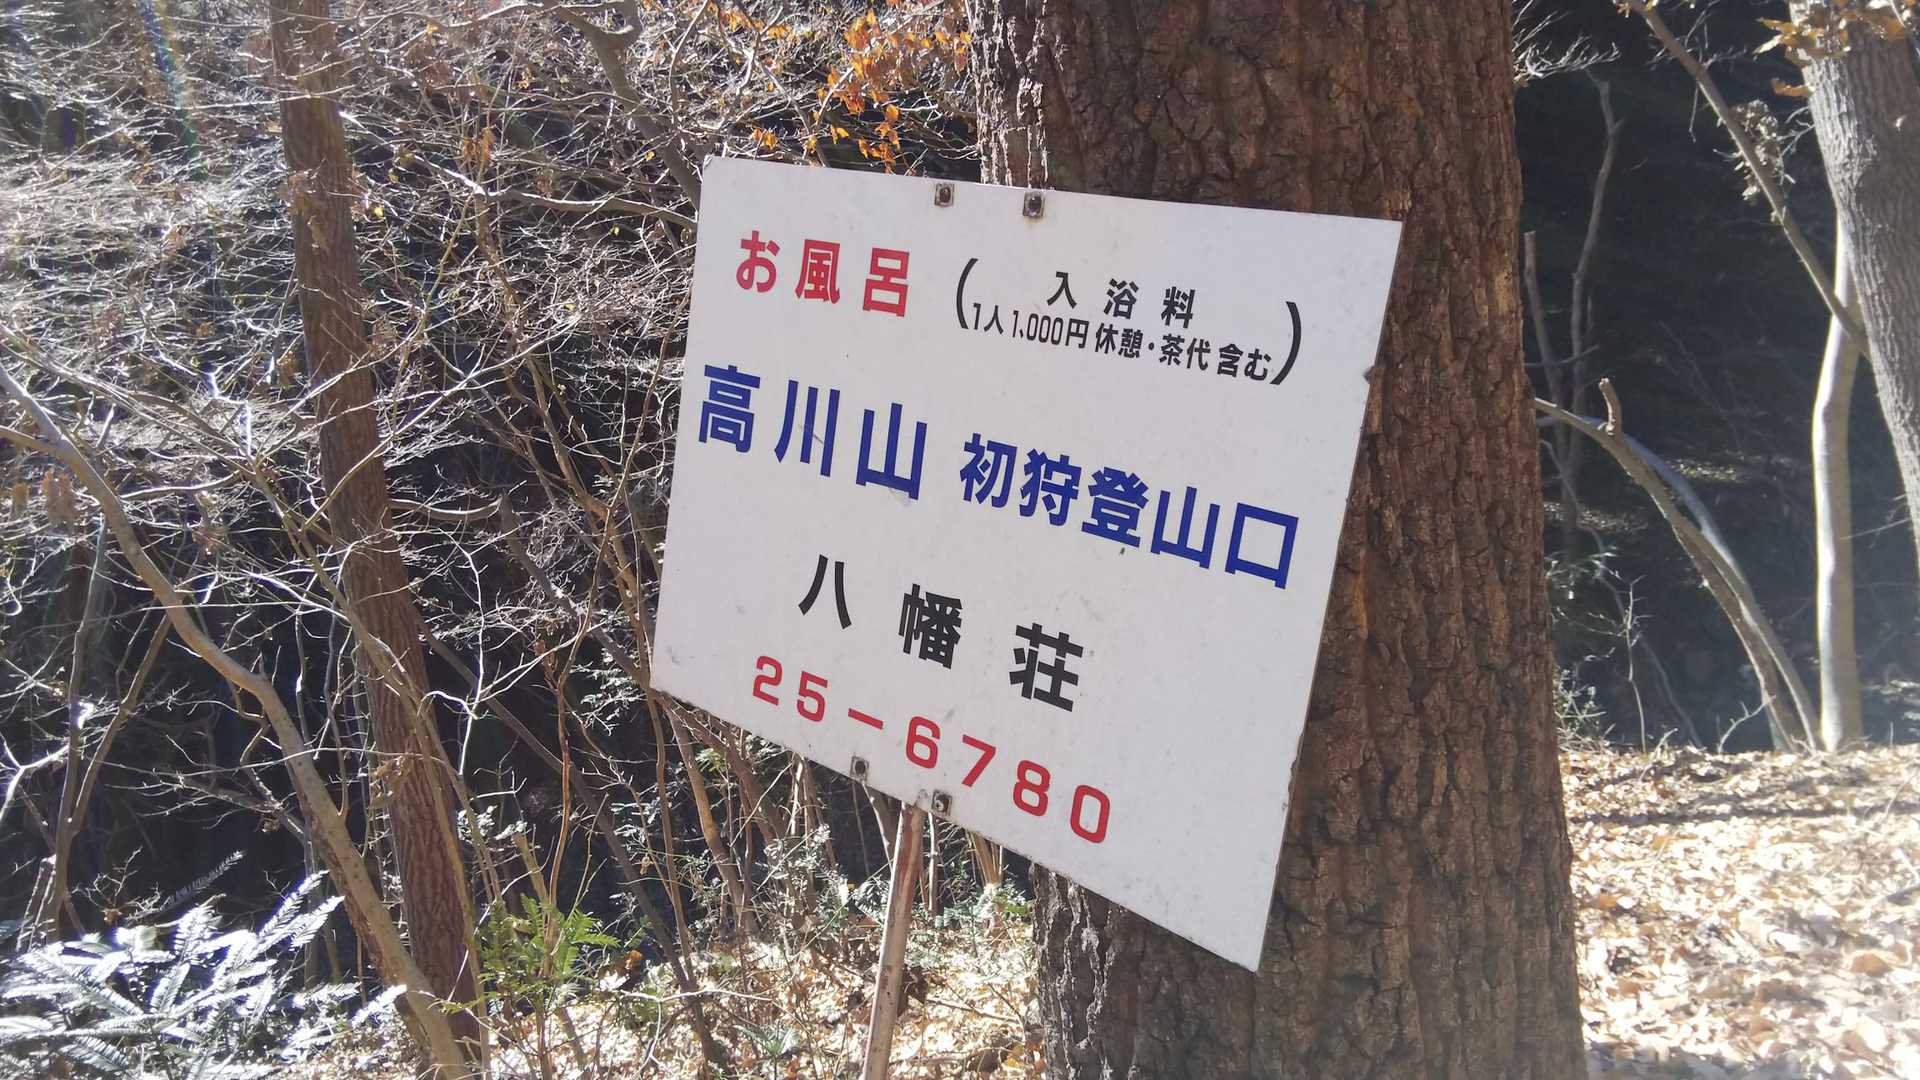 お風呂
(入浴料
1人1,000円 休憩・茶代 含む)
高川山 初狩登山口
八幡荘
25-6780